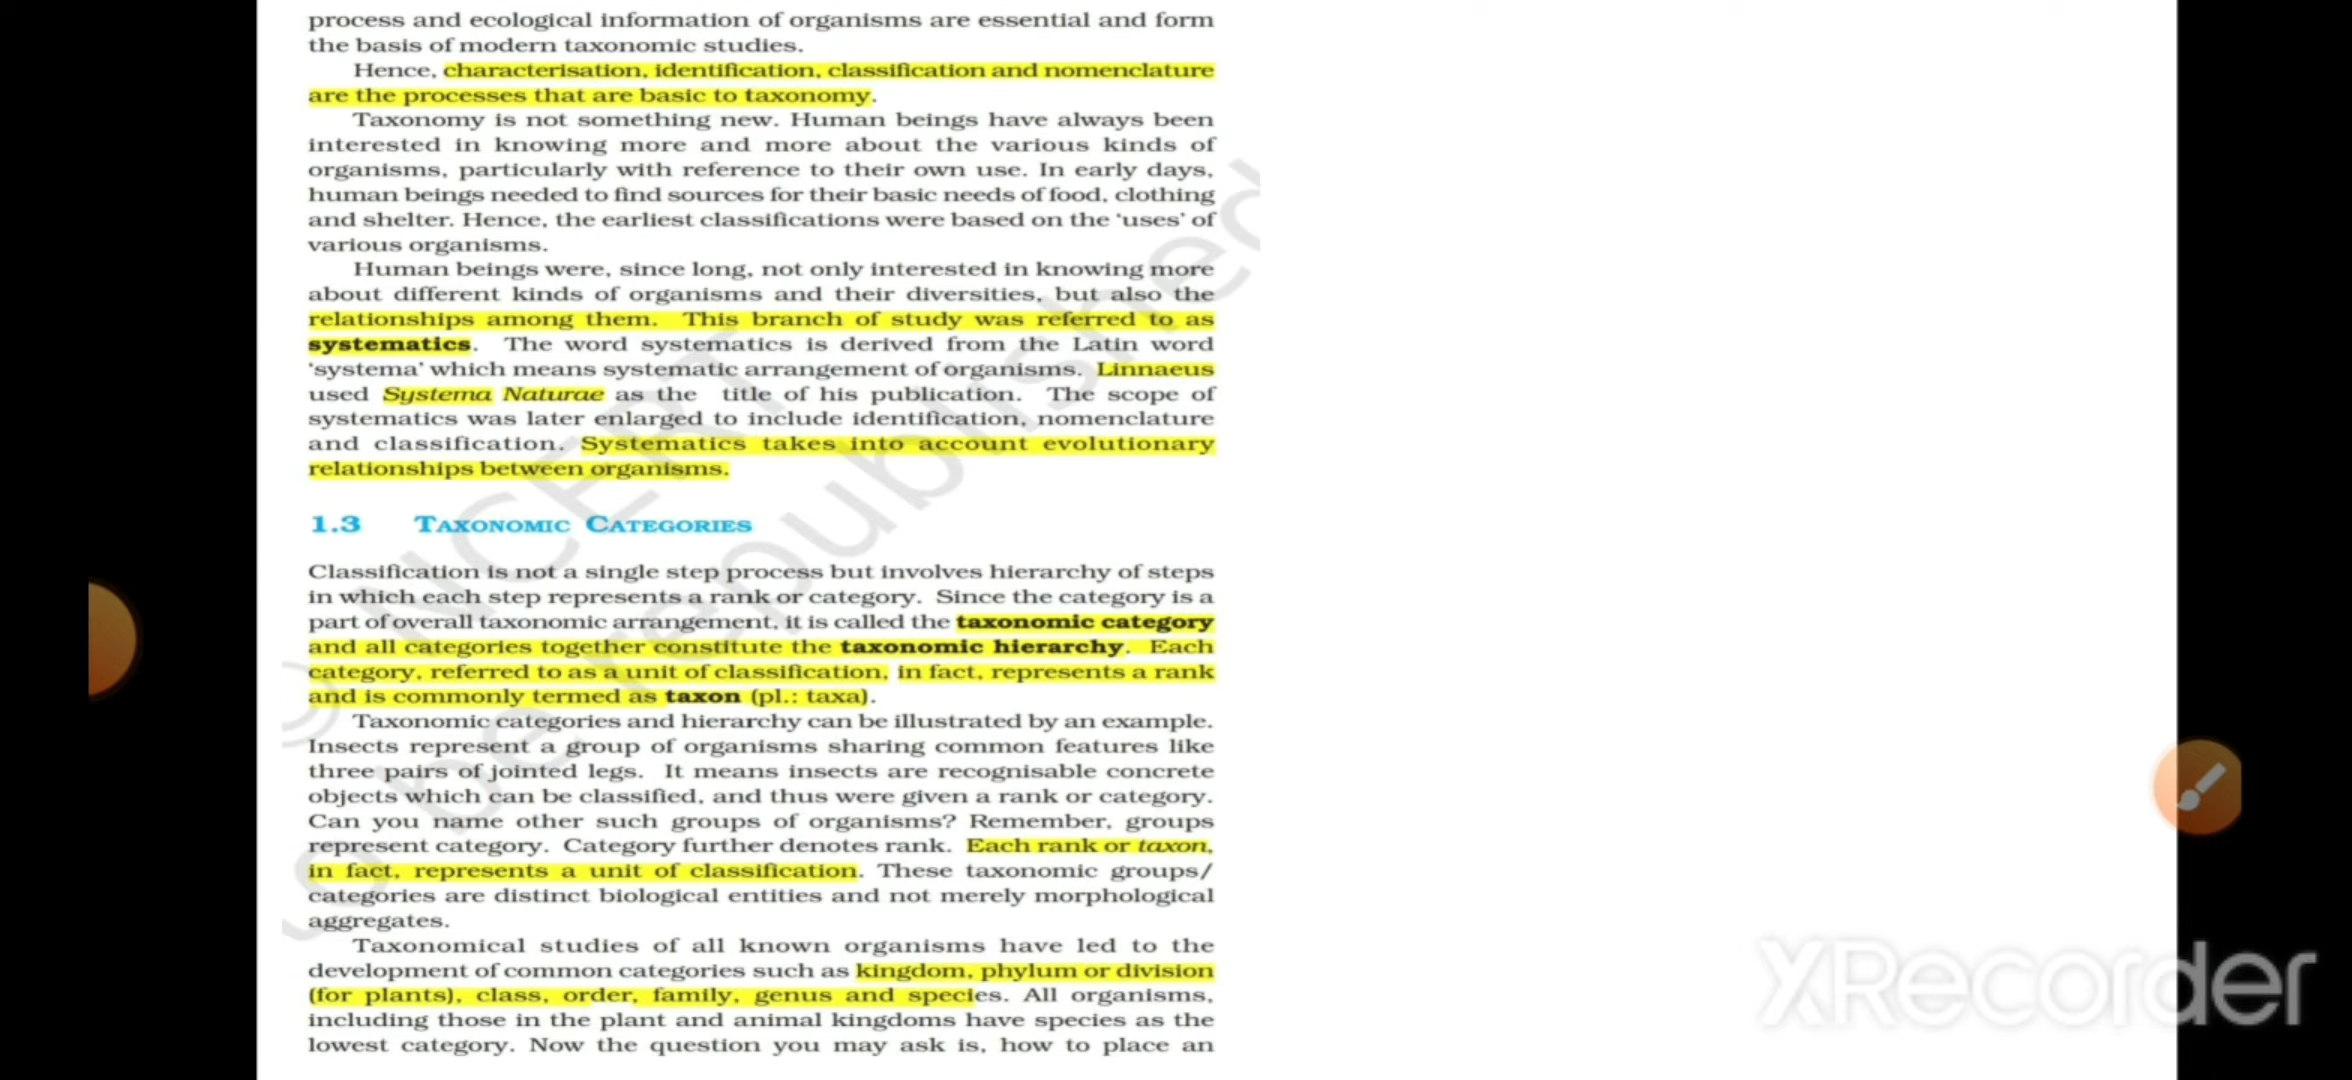 process and ecological information of organisms are essential and form
the basis of modern taxonomic studies.
Hence, characterisation, identification, classification and nomenclature
are the processes that are basic to taxonomy.
Taxonomy is not something new. Human beings have always been
interested in knowing more and more about the various kinds of
organisms, particularly with reference to their own use. In early days,
human beings needed to find sources for their basic needs of food, clothing
and shelter. Hence, the earliest classifications were based on the ‘uses’ of
various organisms.
Human beings were, since long, not only interested in knowing more
about different kinds of organisms and their diversities, but also the
relationships among them. This branch of study was referred to as
systematics. The word systematics is derived from the Latin word
‘systema’ which means systematic arrangement of organisms. Linnaeus
used Systema Naturae as the title of his publication. The scope of
systematics was later enlarged to include identification, nomenclature
and classification. Systematics takes into account evolutionary
relationships between organisms.
1.3 Taxonomic Categories
Classification is not a single step process but involves hierarchy of steps
in which each step represents a rank or category. Since the category is a
part of overall taxonomic arrangement, it is called the taxonomic category
and all categories together constitute the taxonomic hierarchy. Each
category, referred to as a unit of classification, in fact, represents a rank
and is commonly termed as taxon (pl.: taxa).
Taxonomic categories and hierarchy can be illustrated by an example.
Insects represent a group of organisms sharing common features like
three pairs of jointed legs. It means insects are recognisable concrete
objects which can be classified, and thus were given a rank or category.
Can you name other such groups of organisms? Remember, groups
represent category. Category further denotes rank. Each rank or taxon,
in fact, represents a unit of classification. These taxonomic groups/
categories are distinct biological entities and not merely morphological
aggregates.
Taxonomical studies of all known organisms have led to the
development of common categories such as kingdom, phylum or division
(for plants), class, order, family, genus and species. All organisms,
including those in the plant and animal kingdoms have species as the
lowest category. Now the question you may ask is, how to place an
© NCERT
o be republished
XRecorder